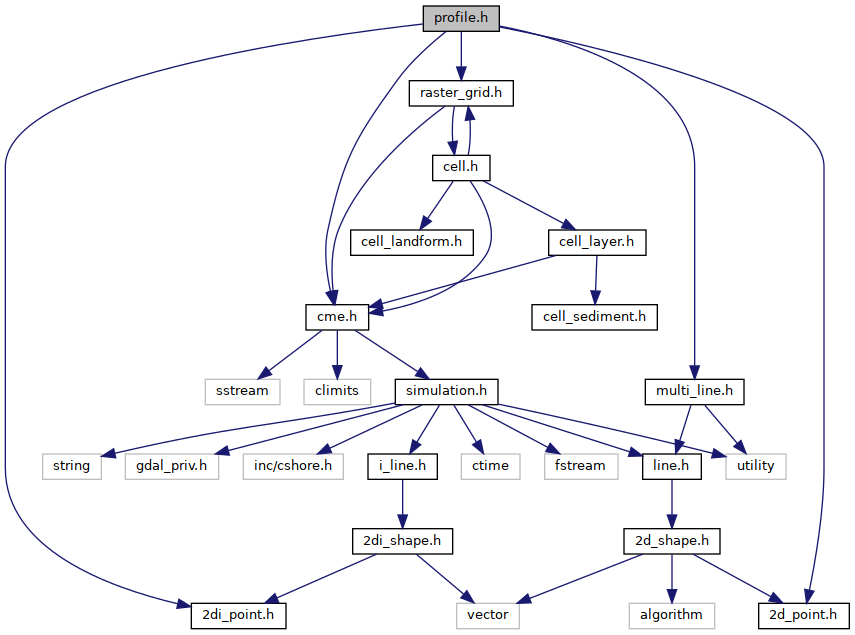 profile.h
raster_grid.h
cell.h
cell_landform.h
cell_layer.h
cme.h
cell_sediment.h
sstream
climits
simulation.h
multi_line.h
string
gdal_priv.h
inc/cshore.h
i_line.h
ctime
fstream
line.h
utility
2di_shape.h
2d_shape.h
2di_point.h
vector
algorithm
2d_point.h